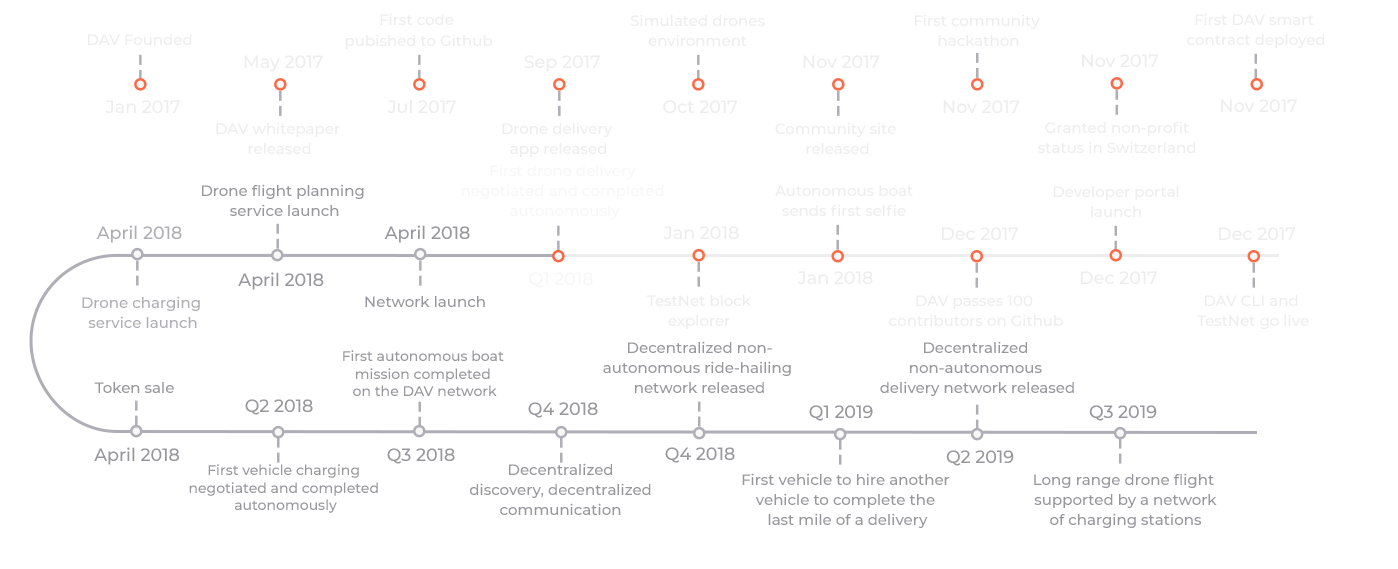 DAV Founded
Jan 2017
May 2017
DAV whitepaper
released
First code
pubished to Github
Jul 2017
Sep 2017
Drone delivery
app released
Simulated drones
environment
Oct 2017
Nov 2017
Community site
released
First community
hackathon
Nov 2017
Nov 2017
Granted non-profit
status in Switzerland
First DAV smart
contract deployed
Nov 2017
Dec 2017
DAV CLI and
TestNet go live
Developer portal
launch
Dec 2017
Dec 2017
DAV passes 100
contributors on Github
Autonomous boat
sends first selfie
Jan 2018
Jan 2018
TestNet block
explorer
First drone delivery
negotiated and completed
autonomously
Q1 2018
April 2018
Network launch
Drone flight planning
service launch
April 2018
April 2018
Drone charging
service launch
Token sale
April 2018
Q2 2018
First vehicle charging
negotiated and completed
autonomously
First autonomous boat
mission completed
on the DAV network
Q3 2018
Q4 2018
Decentralized
discovery, decentralized
communication
Decentralized non-
autonomous ride-hailing
network released
Q4 2018
Q1 2019
First vehicle to hire another
vehicle to complete the
last mile of a delivery
Decentralized
non-autonomous
delivery network released
Q2 2019
Q3 2019
Long range drone flight
supported by a network
of charging stations